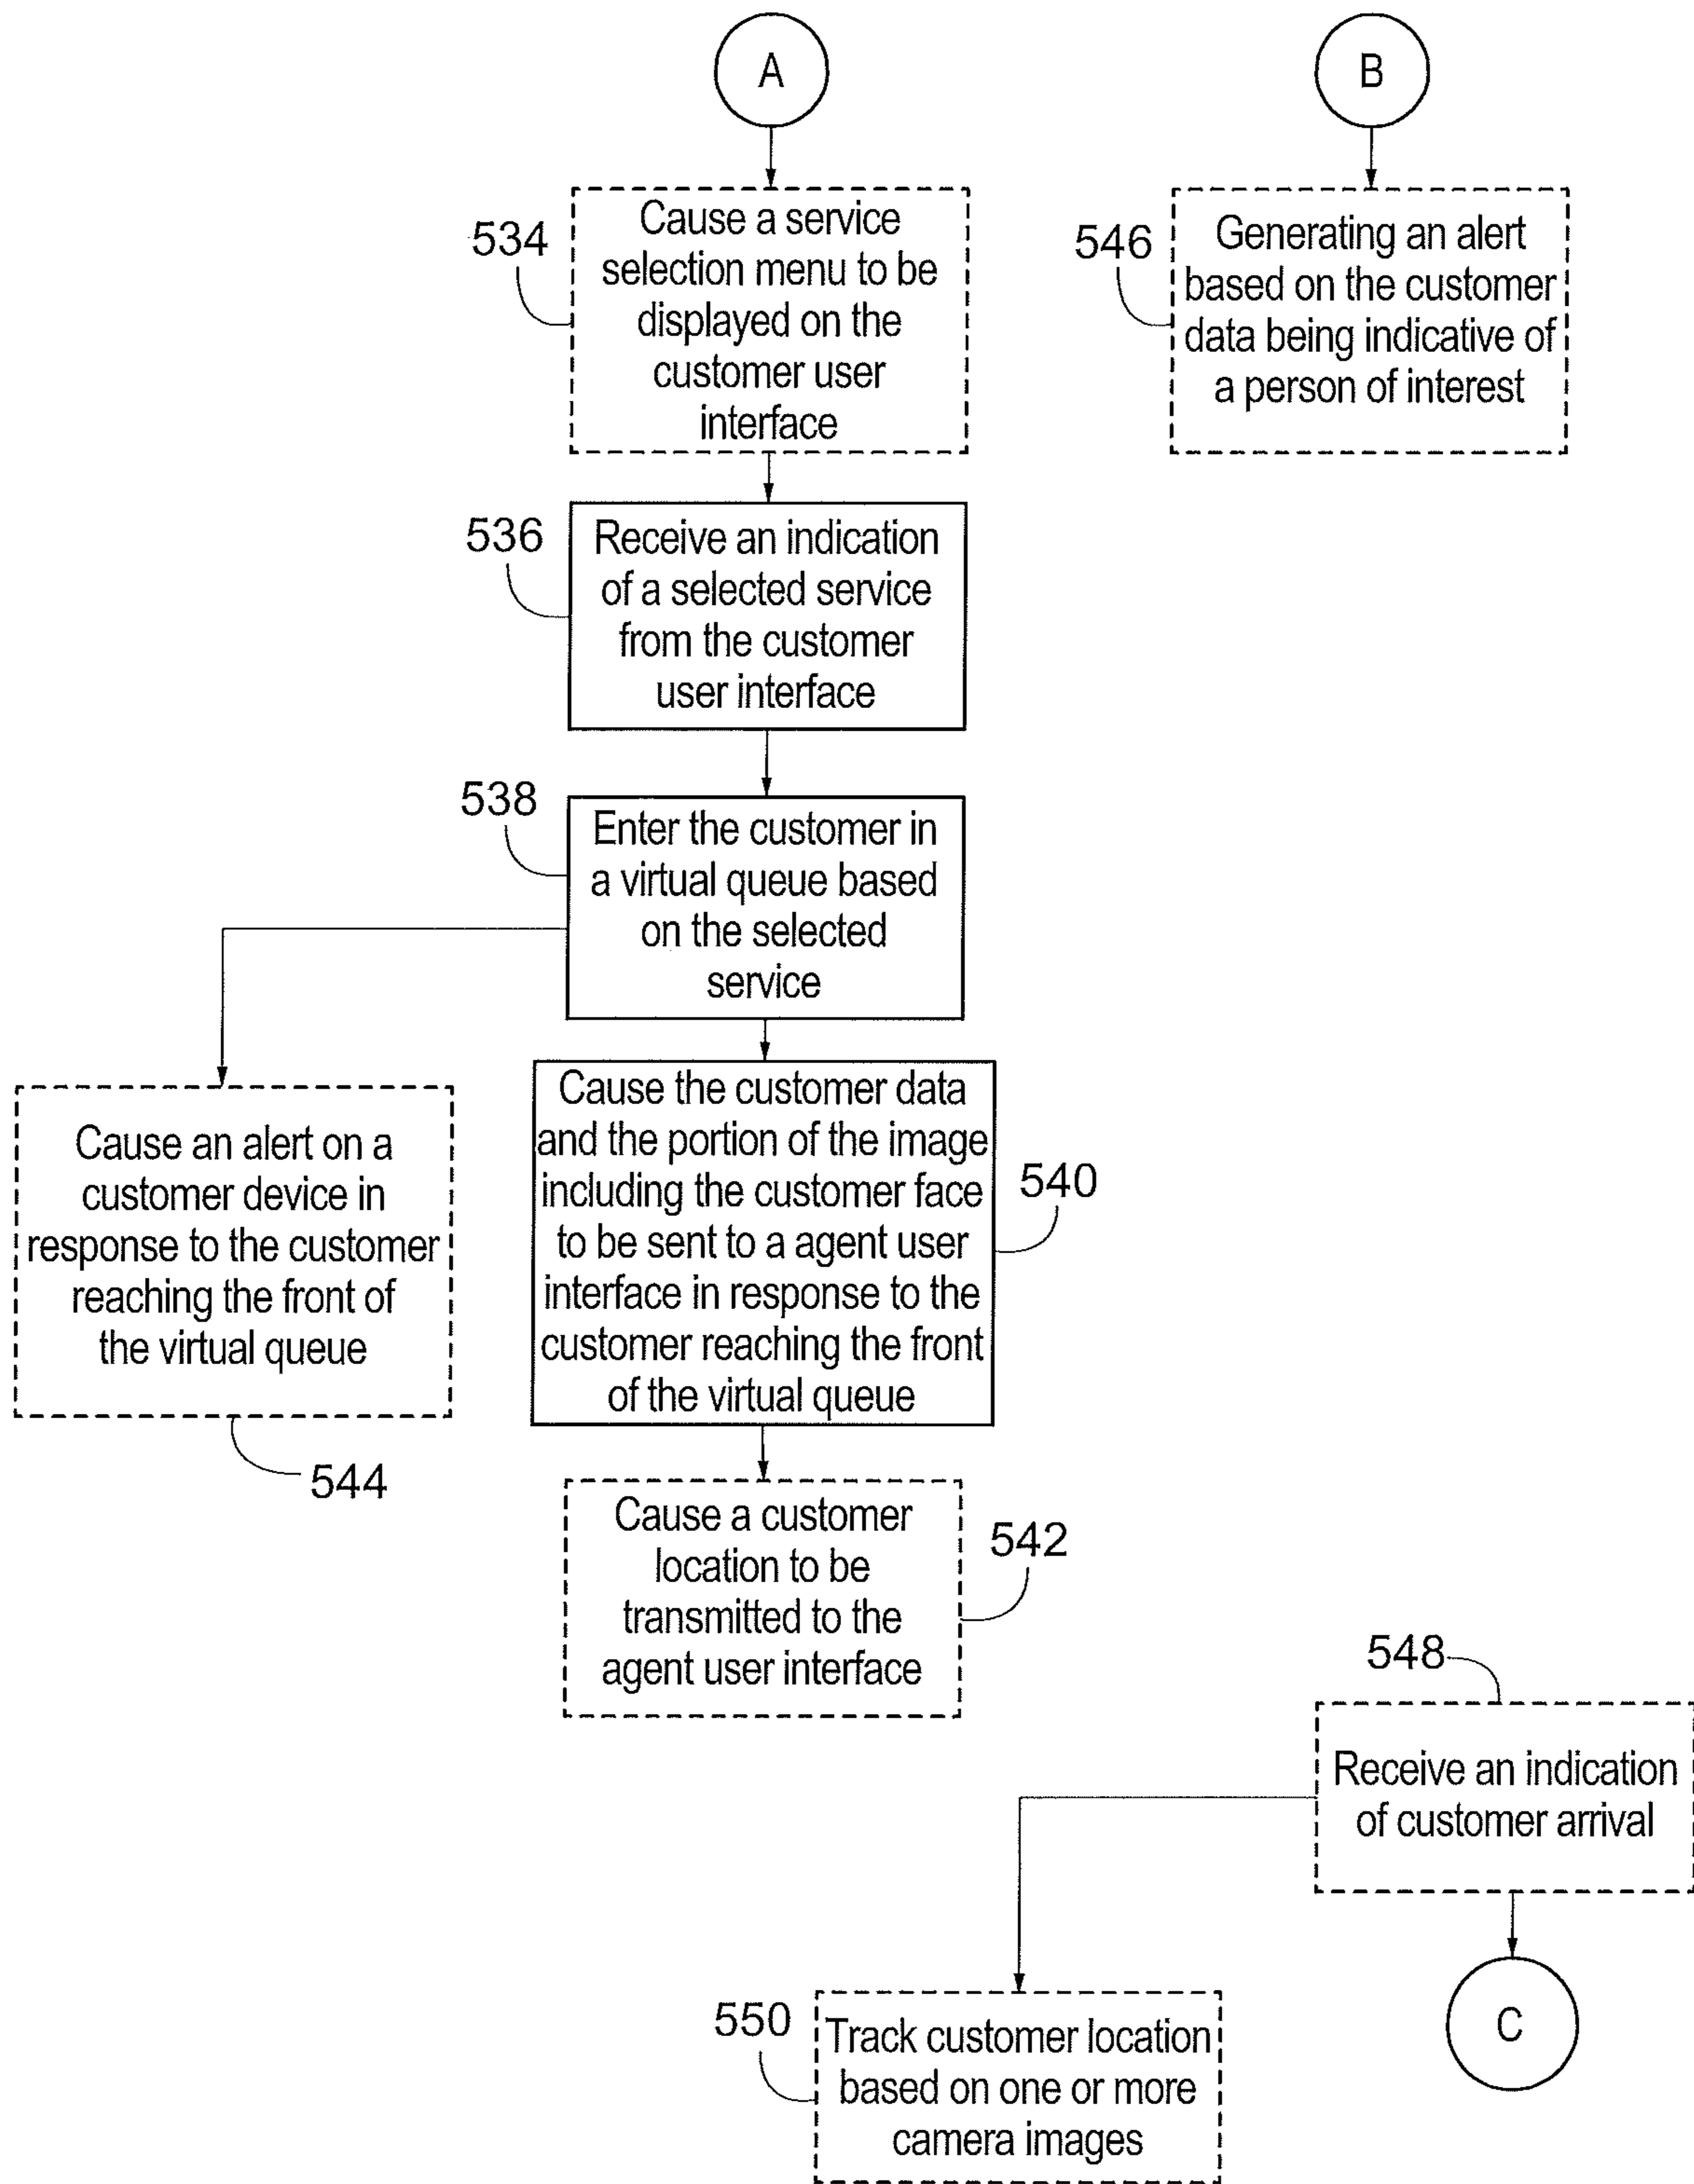 A
B
534
Cause a service
selection menu to be
displayed on the
customer user
interface
546
Generating an alert
based on the customer
data being indicative of
a person of interest
536
Receive an indication
of a selected service
from the customer
user interface
538
Enter the customer in
a virtual queue based
on the selected
service
Cause an alert on a
customer device in
response to the customer
reaching the front of
the virtual queue
544
Cause the customer data
and the portion of the image
including the customer face
to be sent to a agent user
interface in response to the
customer reaching the front
of the virtual queue
540
Cause a customer
location to be
transmitted to the
agent user interface
542
548
Receive an indication
of customer arrival
C
550
Track customer location
based on one or more
camera images